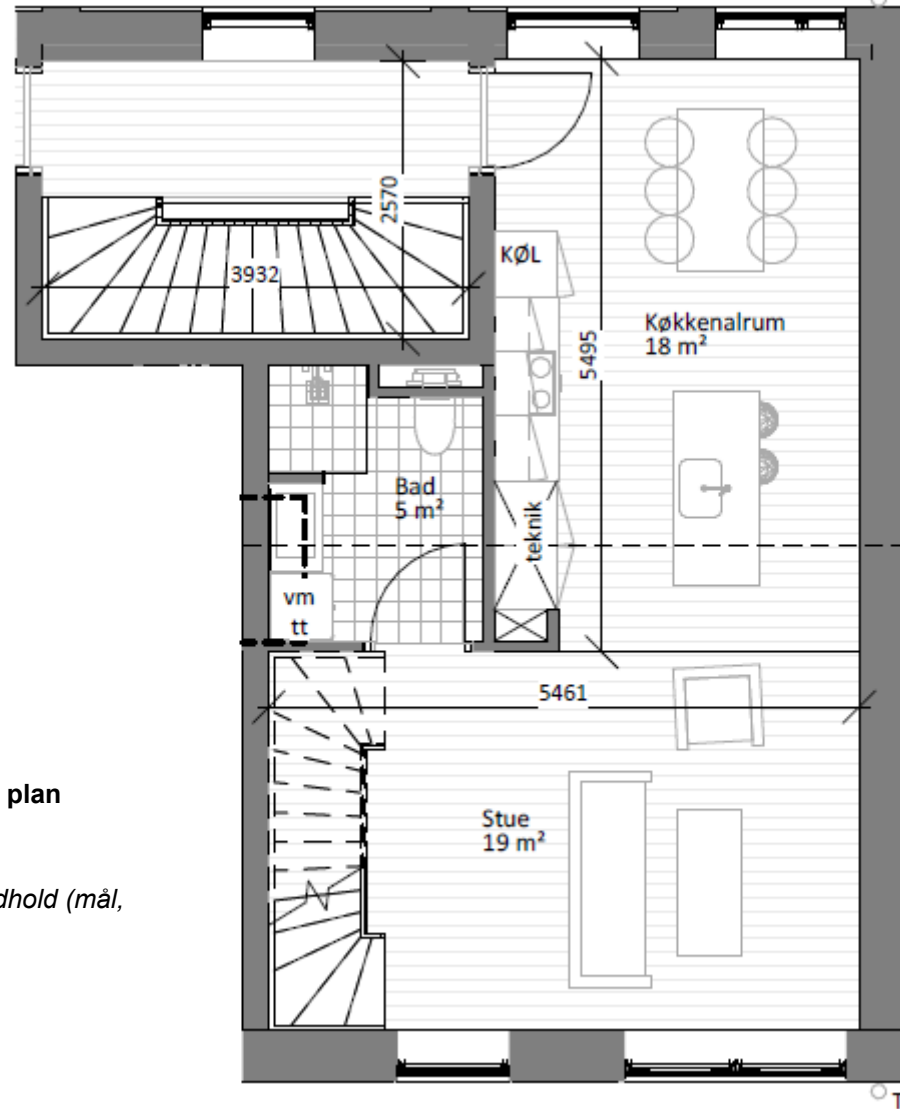 2570
3932
KØL
5495
Køkkenalrum
18 m²
Bad
5 m²
teknik
vm
tt
5461
plan
Stue
19 m²
dhold (mål,
T